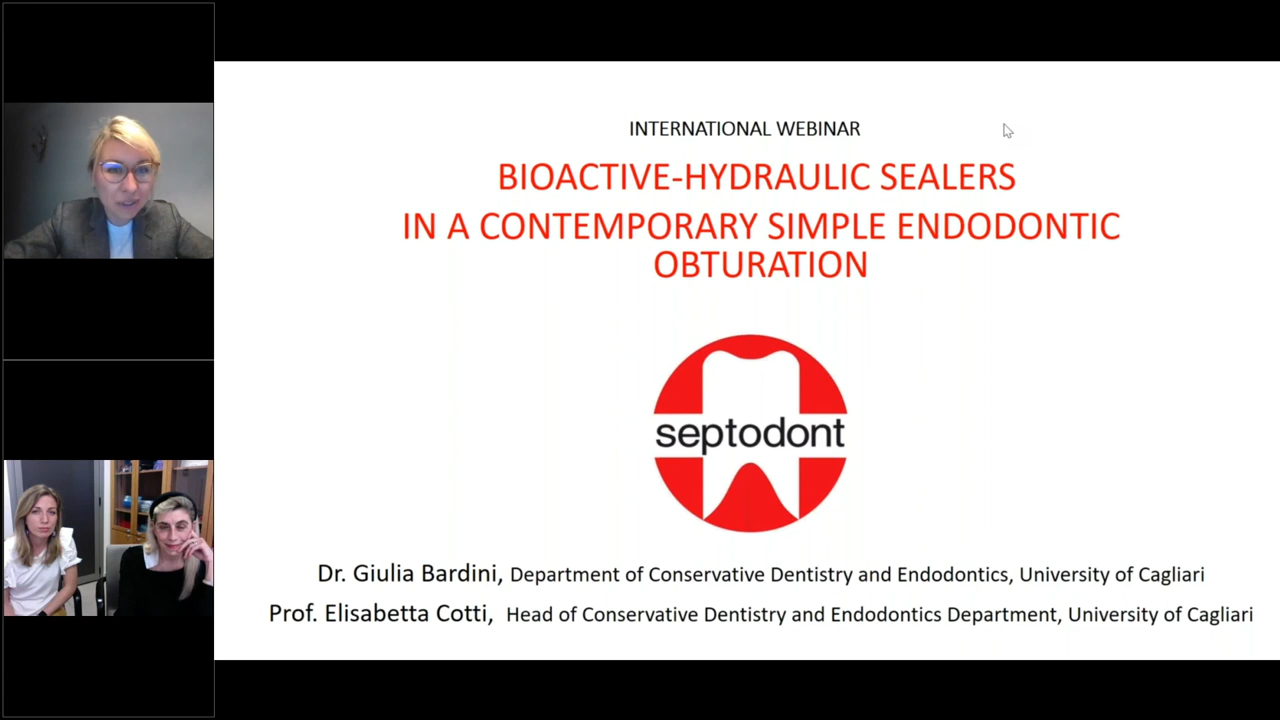 INTERNATIONAL WEBINAR
BIOACTIVE-HYDRAULIC SEALERS
IN A CONTEMPORARY SIMPLE ENDODONTIC
OBTURATION
septodont
Dr. Giulia Bardini, Department of Conservative Dentistry and Endodontics, University of Cagliari
Prof. Elisabetta Cotti, Head of Conservative Dentistry and Endodontics Department, University of Cagliari